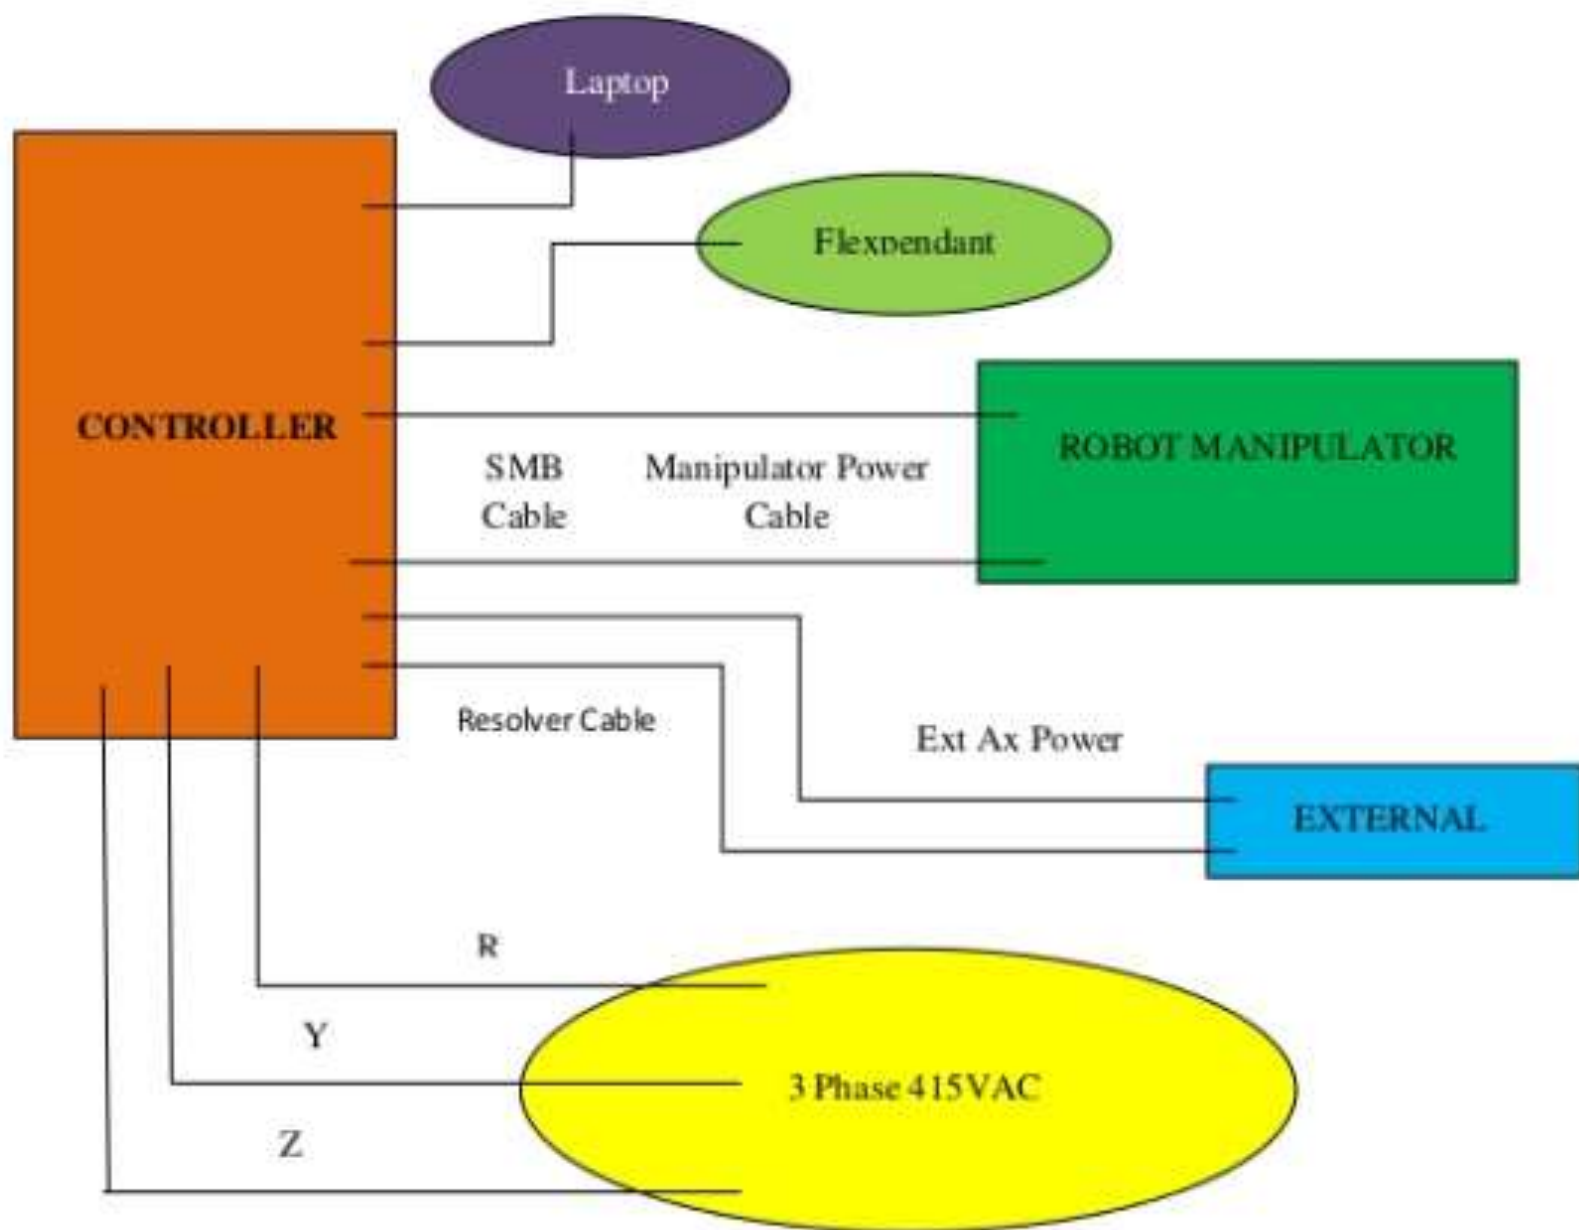 Laptop
Flexpendant
CONTROLLER
ROBOT MANIPULATOR
SMB
Cable
Manipulator Power
Cable
Resolver Cable
Ext Ax Power
EXTERNAL
R
Y
3 Phase 415VAC
Z